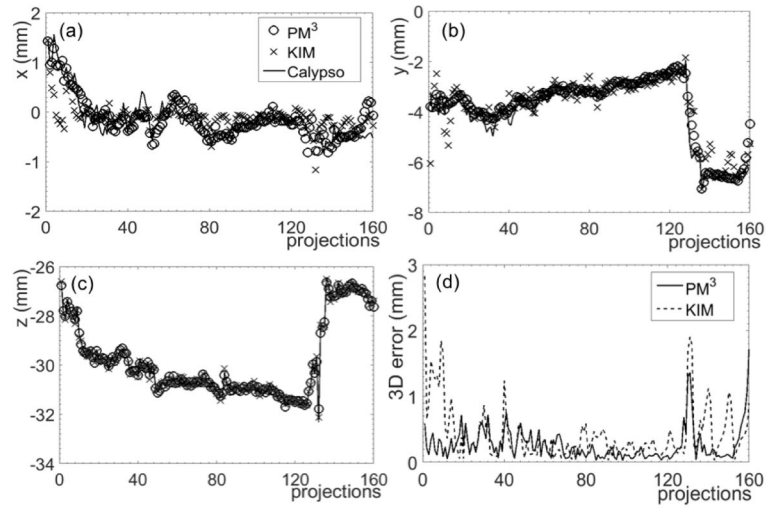 (a)
PM³
KIM
Calypso
x (mm)
2
1
0
-1
-2
0
40
80
120
160
projections
(b)
y (mm)
0
-2
-4
-6
-8
0
40
80
120
160
projections
(c)
z (mm)
-26
-28
-30
-32
-34
0
40
80
120
160
projections
(d)
PM³
KIM
3D error (mm)
3
2
1
0
0
40
80
120
160
projections